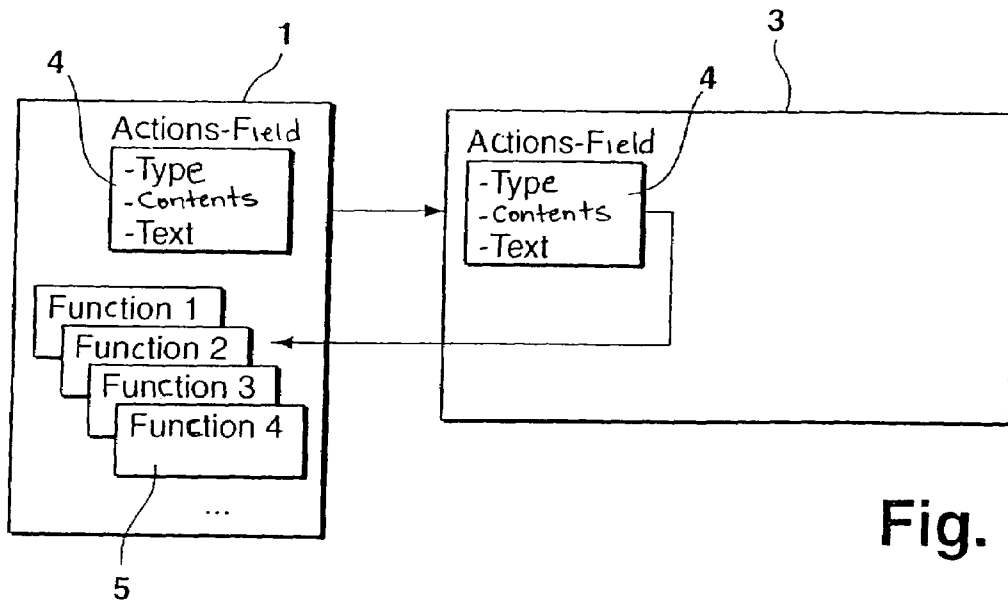 1
3
4
4
Actions-Field
-Type
-Contents
-Text
Actions-Field
-Type
-Contents
-Text
Function 1
Function 2
Function 3
Function 4
...
5
Fig.